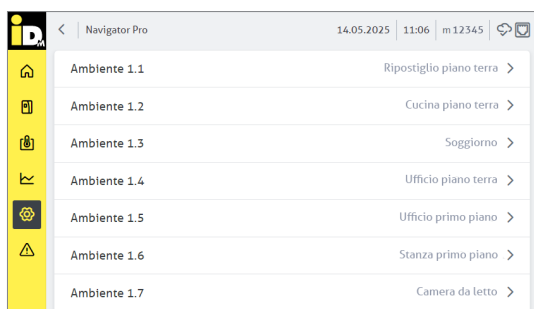 iDM
Navigator Pro 14.05.2025 11:06 m12345
Ambiente 1.1 Ripostiglio piano terra
Ambiente 1.2 Cucina piano terra
Ambiente 1.3 Soggiorno
Ambiente 1.4 Ufficio piano terra
Ambiente 1.5 Ufficio primo piano
Ambiente 1.6 Stanza primo piano
Ambiente 1.7 Camera da letto